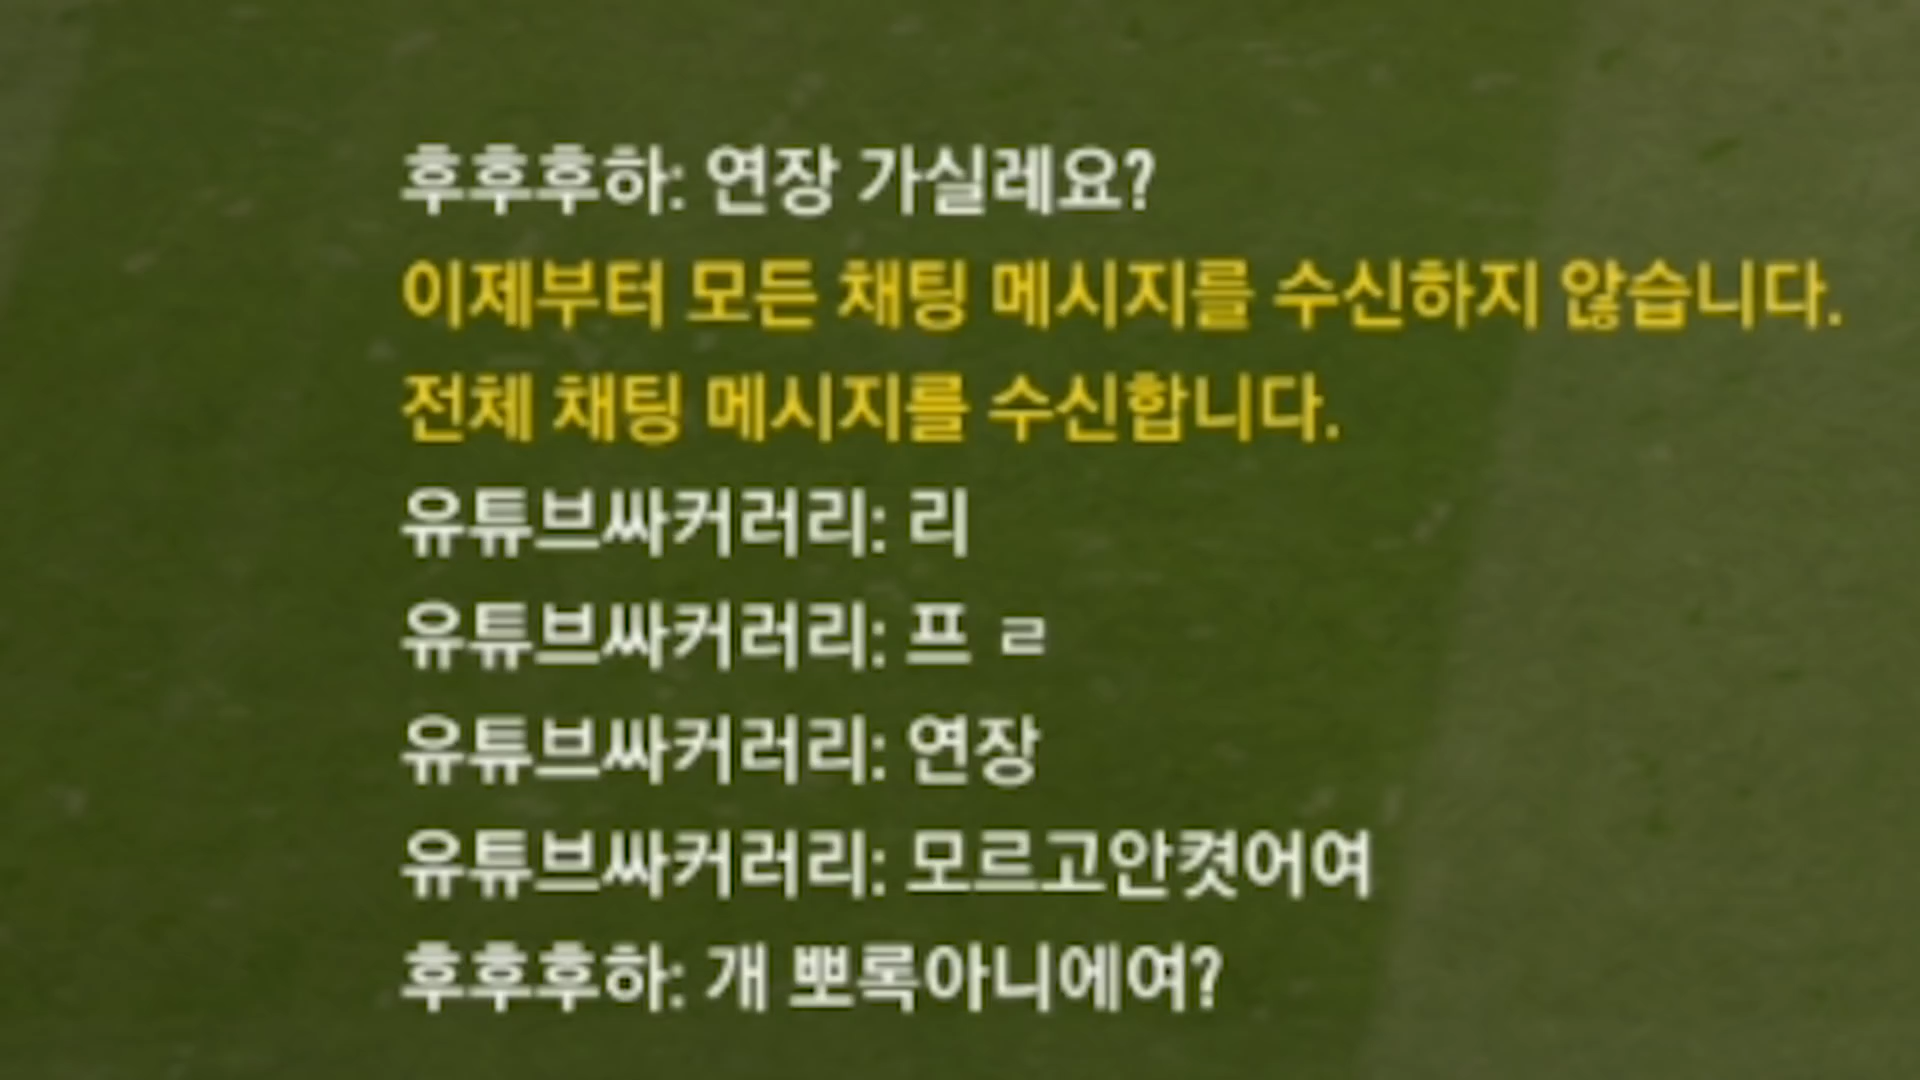 후후후하: 연장 가실레요?
이제부터 모든 채팅 메시지를 수신하지 않습니다.
전체 채팅 메시지를 수신합니다.
유튜브싸커러리: 리
유튜브싸커러리: 프 ㄹ
유튜브싸커러리: 연장
유튜브싸커러리: 모르고안켯어여
후후후하: 개 뽀록아니에여?